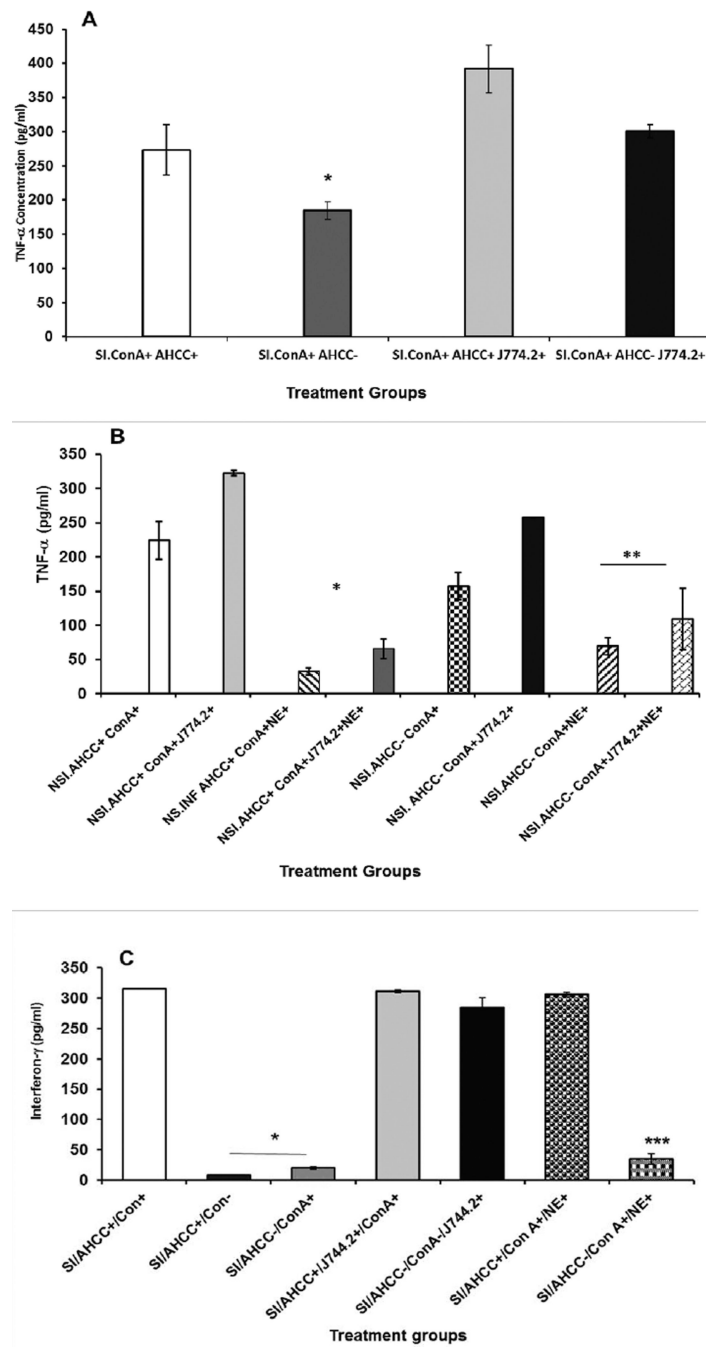 A
TNF-α Concentration (pg/ml)
450
400
350
300
250
200
150
100
50
0
*
SI.ConA+ AHCC+
SI.ConA+ AHCC-
SI.ConA+ AHCC+ J774.2+
SI.ConA+ AHCC- J774.2+
Treatment Groups
B
TNF-α (pg/ml)
350
300
250
200
150
100
50
0
*
**
NSI.AHCC+ ConA+
NSI.AHCC+ ConA+J774.2+
NS.INF AHCC+ ConA+NE+
NSI.AHCC+ ConA+J774.2+NE+
NSI.AHCC- ConA+
NSI. AHCC- ConA+J774.2+
NSI.AHCC- ConA+NE+
NSI.AHCC- ConA+J774.2+NE+
Treatment Groups
C
Interferon-γ (pg/ml)
350
300
250
200
150
100
50
0
*
***
SI/AHCC+/Con+
SI/AHCC+/Con-
SI/AHCC-/ConA+
SI/AHCC+/J744.2+/ConA+
SI/AHCC-/ConA-/J744.2+
SI/AHCC+/Con A+/NE+
SI/AHCC-/Con A+/NE+
Treatment groups